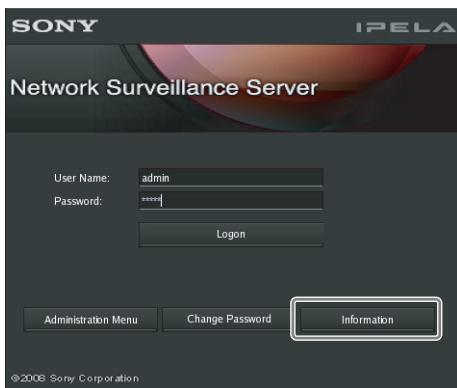 SONY
IPELA
Network Surveillance Server
User Name: admin
Password: *****
Logon
Administration Menu Change Password Information
©2008 Sony Corporation